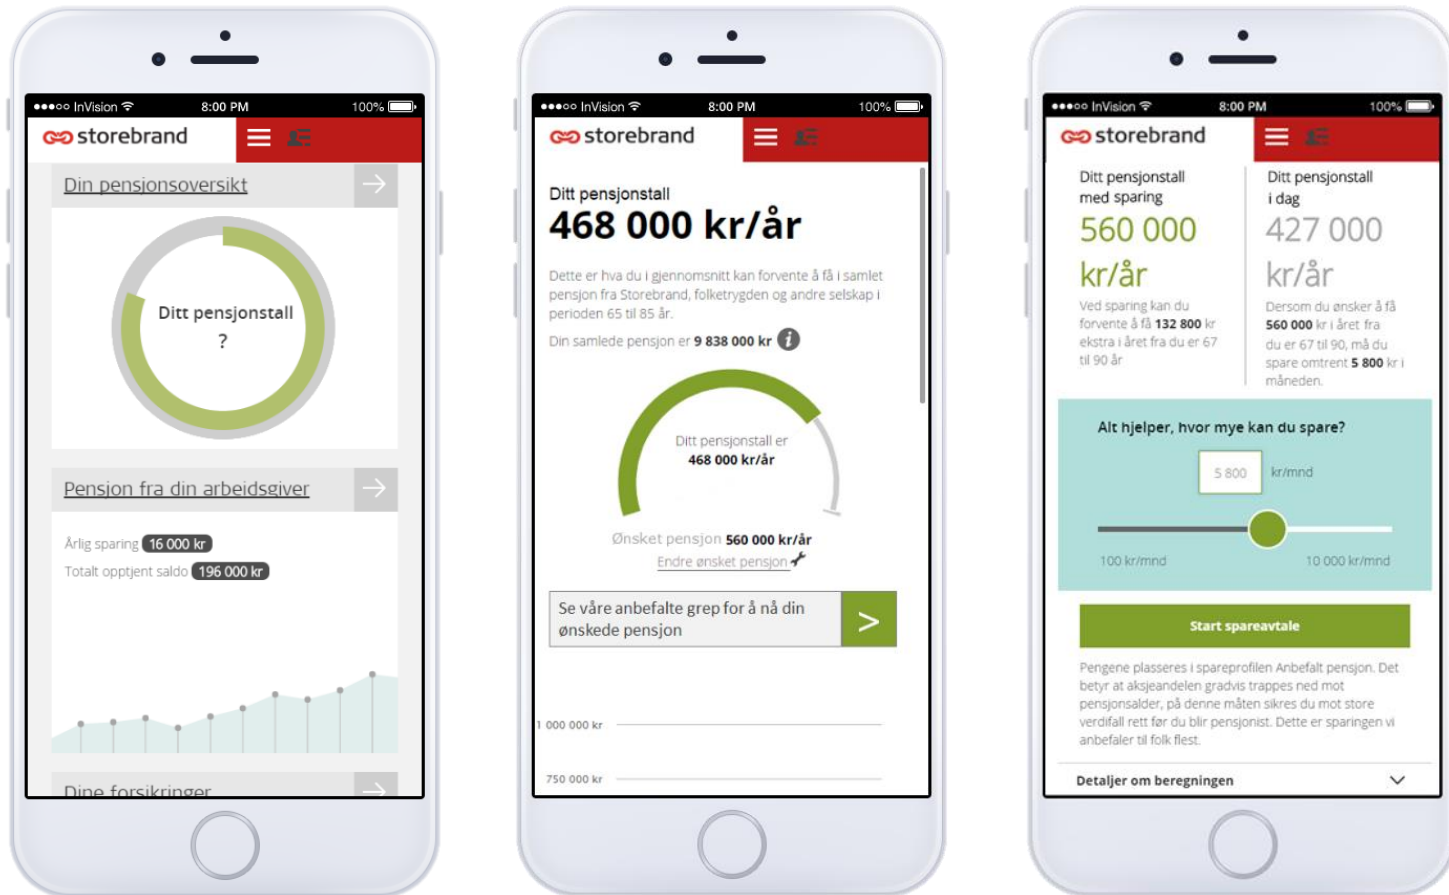 ●●●○○ InVision 8:00 PM 100%
storebrand
Din pensjonsoversikt
Ditt pensjonstall
?
Pensjon fra din arbeidsgiver
Årlig sparing 16 000 kr
Totalt opptjent saldo 196 000 kr
Dine forsikringer
●●●○○ InVision 8:00 PM 100%
storebrand
Ditt pensjonstall
468 000 kr/år
Dette er hva du i gjennomsnitt kan forvente å få i samlet
pensjon fra Storebrand, folketrygden og andre selskap i
perioden 65 til 85 år.
Din samlede pensjon er 9 838 000 kr i
Ditt pensjonstall er
468 000 kr/år
Ønsket pensjon 560 000 kr/år
Endre ønsket pensjon
Se våre anbefalte grep for å nå din
ønskede pensjon >
1 000 000 kr
750 000 kr
●●●○○ InVision 8:00 PM 100%
storebrand
Ditt pensjonstall
med sparing
560 000
kr/år
Ved sparing kan du
forvente å få 132 800 kr
ekstra i året fra du er 67
til 90 år
Ditt pensjonstall
i dag
427 000
kr/år
Dersom du ønsker å få
560 000 kr i året fra
du er 67 til 90, må du
spare omtrent 5 800 kr i
måneden.
Alt hjelper, hvor mye kan du spare?
5 800 kr/mnd
100 kr/mnd 10 000 kr/mnd
Start spareavtale
Pengene plasseres i spareprofilen Anbefalt pensjon. Det
betyr at aksjeandelen gradvis trappes ned mot
pensjonsalder, på denne måten sikres du mot store
verdifall rett før du blir pensjonist. Dette er sparingen vi
anbefaler til folk flest.
Detaljer om beregningen